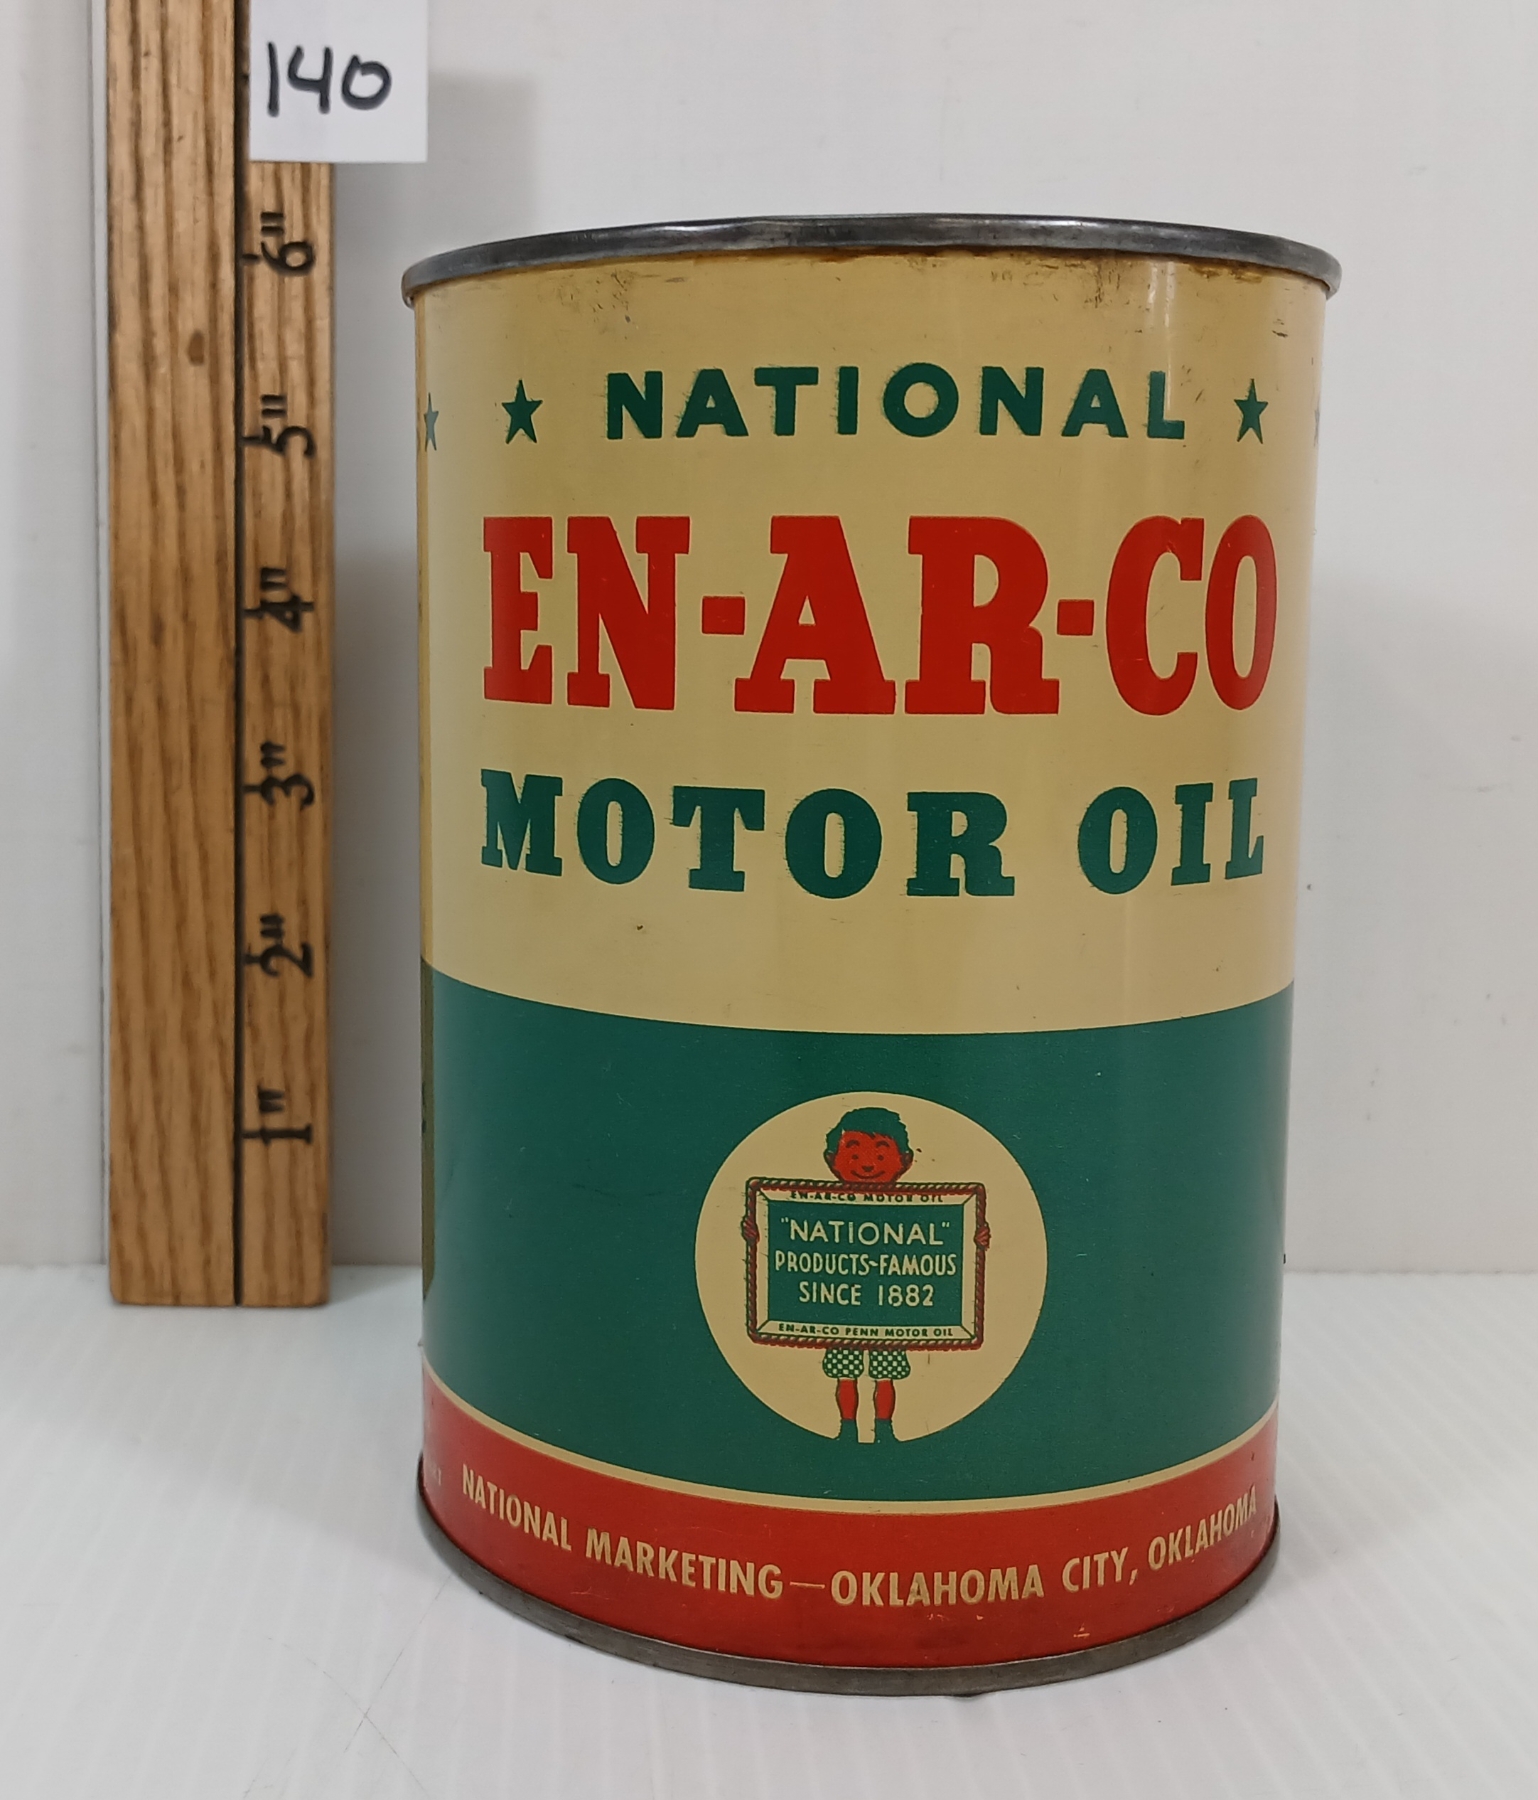 140
6"
5"
4"
3"
2"
1"
NATIONAL
EN-AR-CO
MOTOR OIL
EN-AR-CO MOTOR OIL
"NATIONAL"
PRODUCTS-FAMOUS
SINCE 1882
EN-AR-CO PENN MOTOR OIL
NATIONAL MARKETING—OKLAHOMA CITY, OKLAHOMA